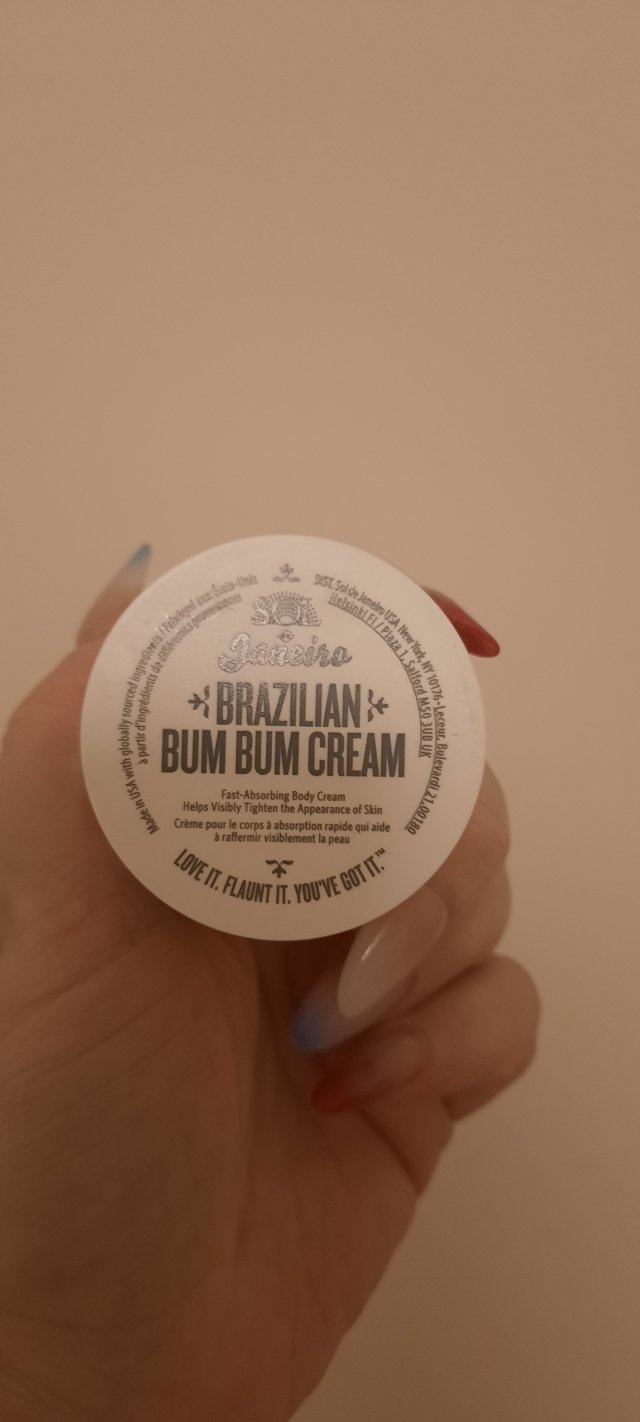 SOL
de
Janeiro
BRAZILIAN
BUM BUM CREAM
Fast-Absorbing Body Cream
Helps Visibly Tighten the Appearance of Skin
Crème pour le corps à absorption rapide qui aide
à raffermir visiblement la peau
LOVE IT. FLAUNT IT. YOU'VE GOT IT.™
Made in USA with globally sourced ingredients / Fabriqué aux États-Unis
à partir d'ingrédients de différentes provenances
DIST. Sol de Janeiro USA, New York, NY 10176-Leceur, Bulevardi 21, 00180
Helsinki FI / Plaza 1, Salford M50 3UB UK